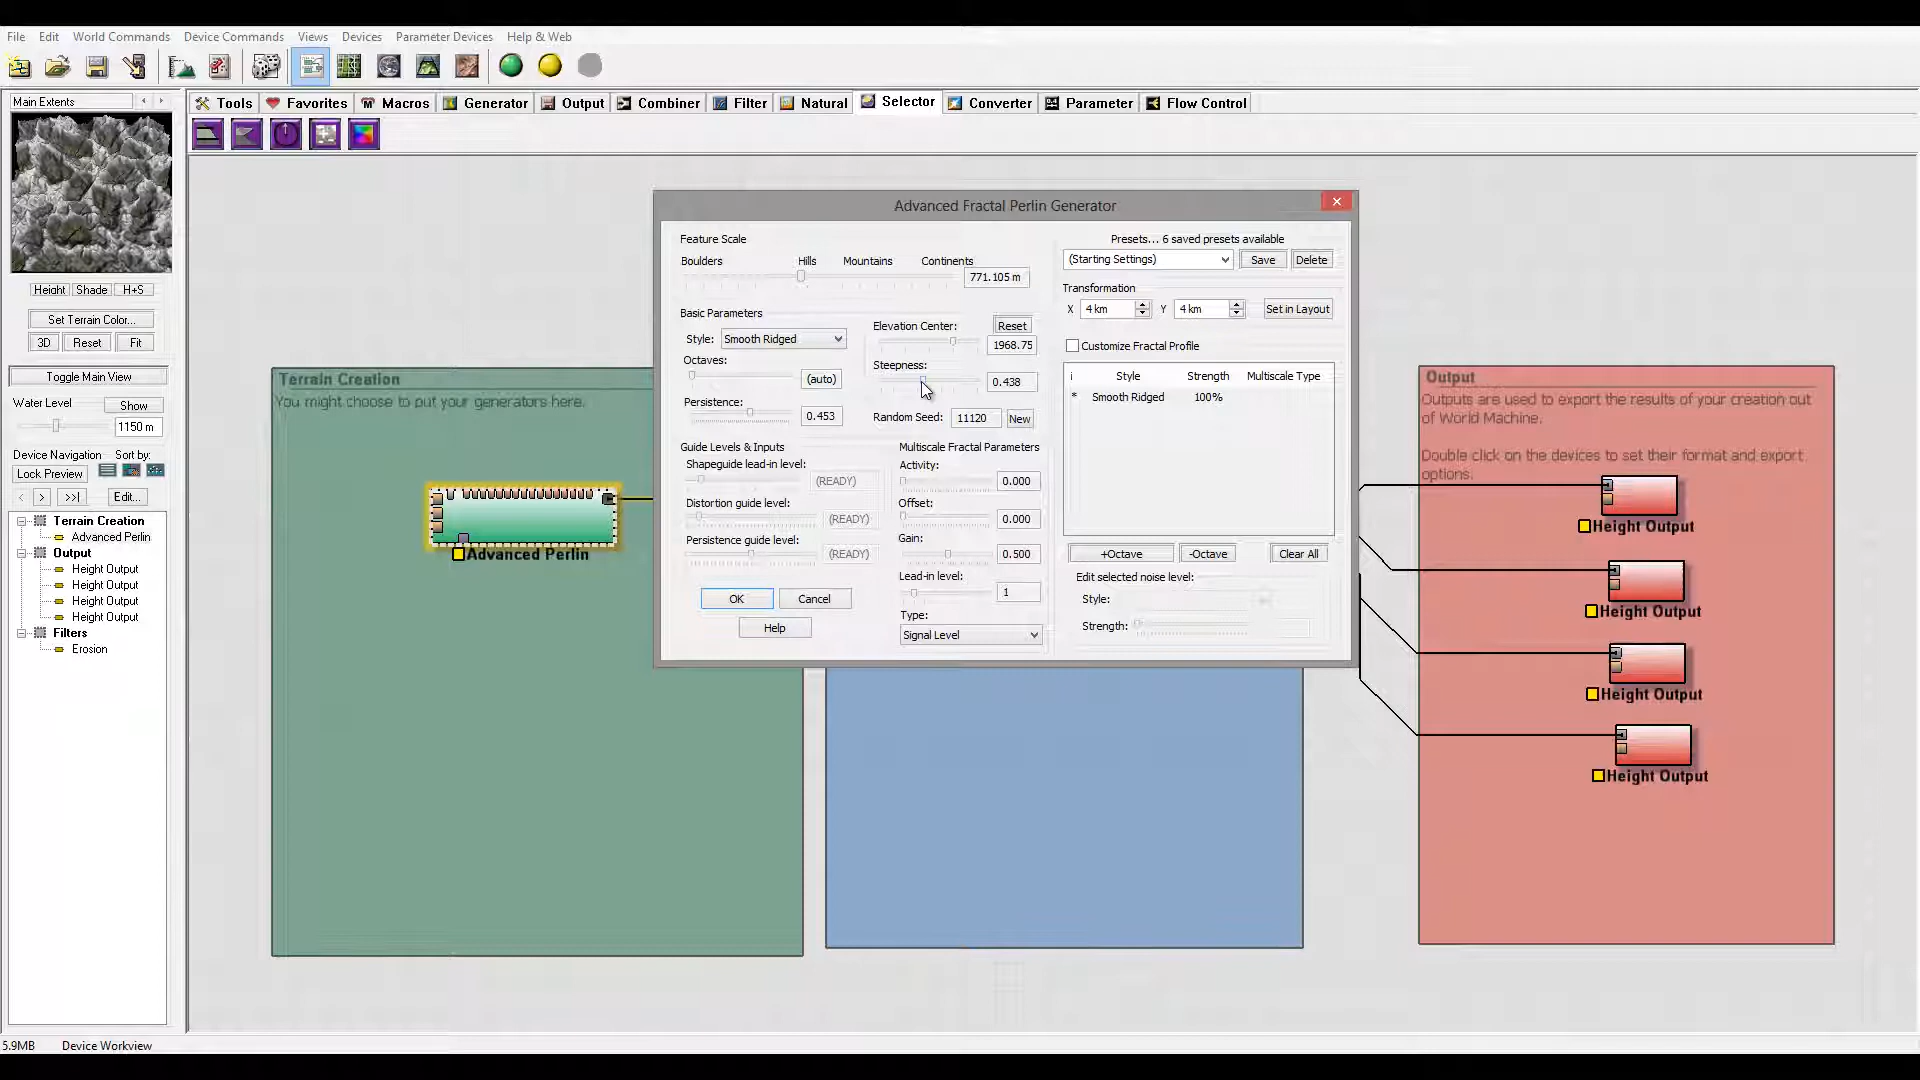 File Edit World Commands Device Commands Views Devices Parameter Devices Help & Web
Main Extents
Tools Favorites Macros Generator Output Combiner Filter Natural Selector Converter Parameter Flow Control
Height Shade H+S
Set Terrain Color...
3D Reset Fit
Toggle Main View
Water Level Show
1150 m
Device Navigation Sort by:
Lock Preview
< > >>| Edit...
Terrain Creation
Advanced Perlin
Output
Height Output
Height Output
Height Output
Height Output
Filters
Erosion
Terrain Creation
You might choose to put your generators here.
Advanced Perlin
Advanced Fractal Perlin Generator
Feature Scale
Boulders Hills Mountains Continents
771.105 m
Basic Parameters
Style: Smooth Ridged
Octaves:
(auto)
Persistence:
0.453
Elevation Center: Reset
1968.75
Steepness:
0.438
Random Seed: 11120 New
Guide Levels & Inputs
Shapeguide lead-in level:
(READY)
Distortion guide level:
(READY)
Persistence guide level:
(READY)
OK Cancel
Help
Multiscale Fractal Parameters
Activity:
0.000
Offset:
0.000
Gain:
0.500
Lead-in level:
1
Type:
Signal Level
Presets... 6 saved presets available
(Starting Settings) Save Delete
Transformation
X 4 km Y 4 km Set in Layout
Customize Fractal Profile
i Style Strength Multiscale Type
* Smooth Ridged 100%
+Octave -Octave Clear All
Edit selected noise level:
Style:
Strength:
Output
Outputs are used to export the results of your creation out
of World Machine.
Double click on the devices to set their format and export
options.
Height Output
Height Output
Height Output
Height Output
5.9MB Device Workview